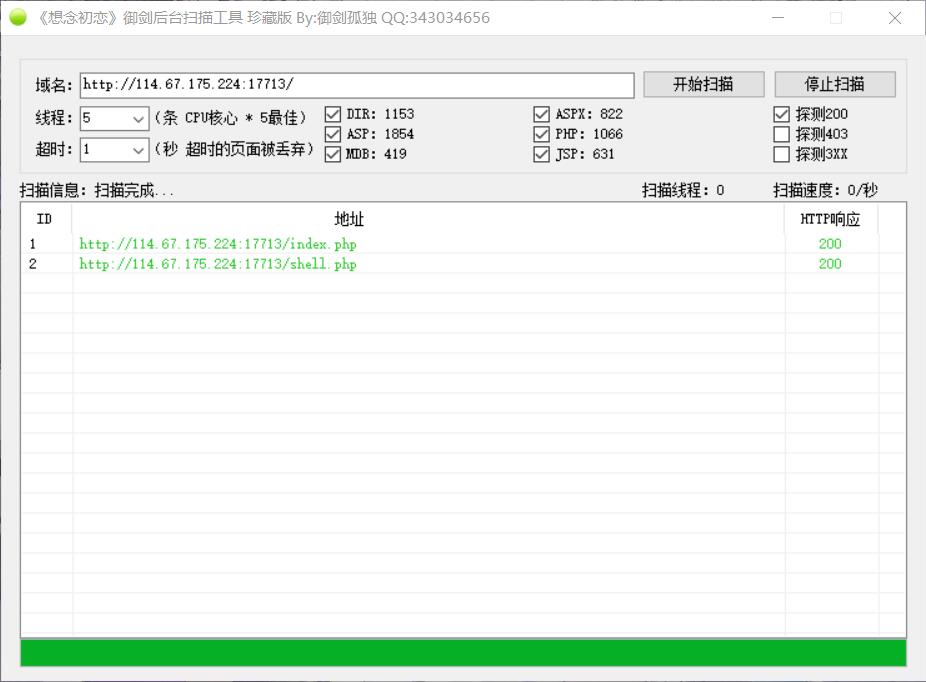 《想念初恋》御剑后台扫描工具 珍藏版 By:御剑孤独 QQ:343034656
域名: http://114.67.175.224:17713/ 开始扫描 停止扫描
线程: 5 (条 CPU核心 * 5最佳) DIR: 1153 ASPX: 822 探测200
超时: 1 (秒 超时的页面被丢弃) ASP: 1854 PHP: 1066 探测403
MDB: 419 JSP: 631 探测3XX
扫描信息: 扫描完成... 扫描线程: 0 扫描速度: 0/秒
ID 地址 HTTP响应
1 http://114.67.175.224:17713/index.php 200
2 http://114.67.175.224:17713/shell.php 200